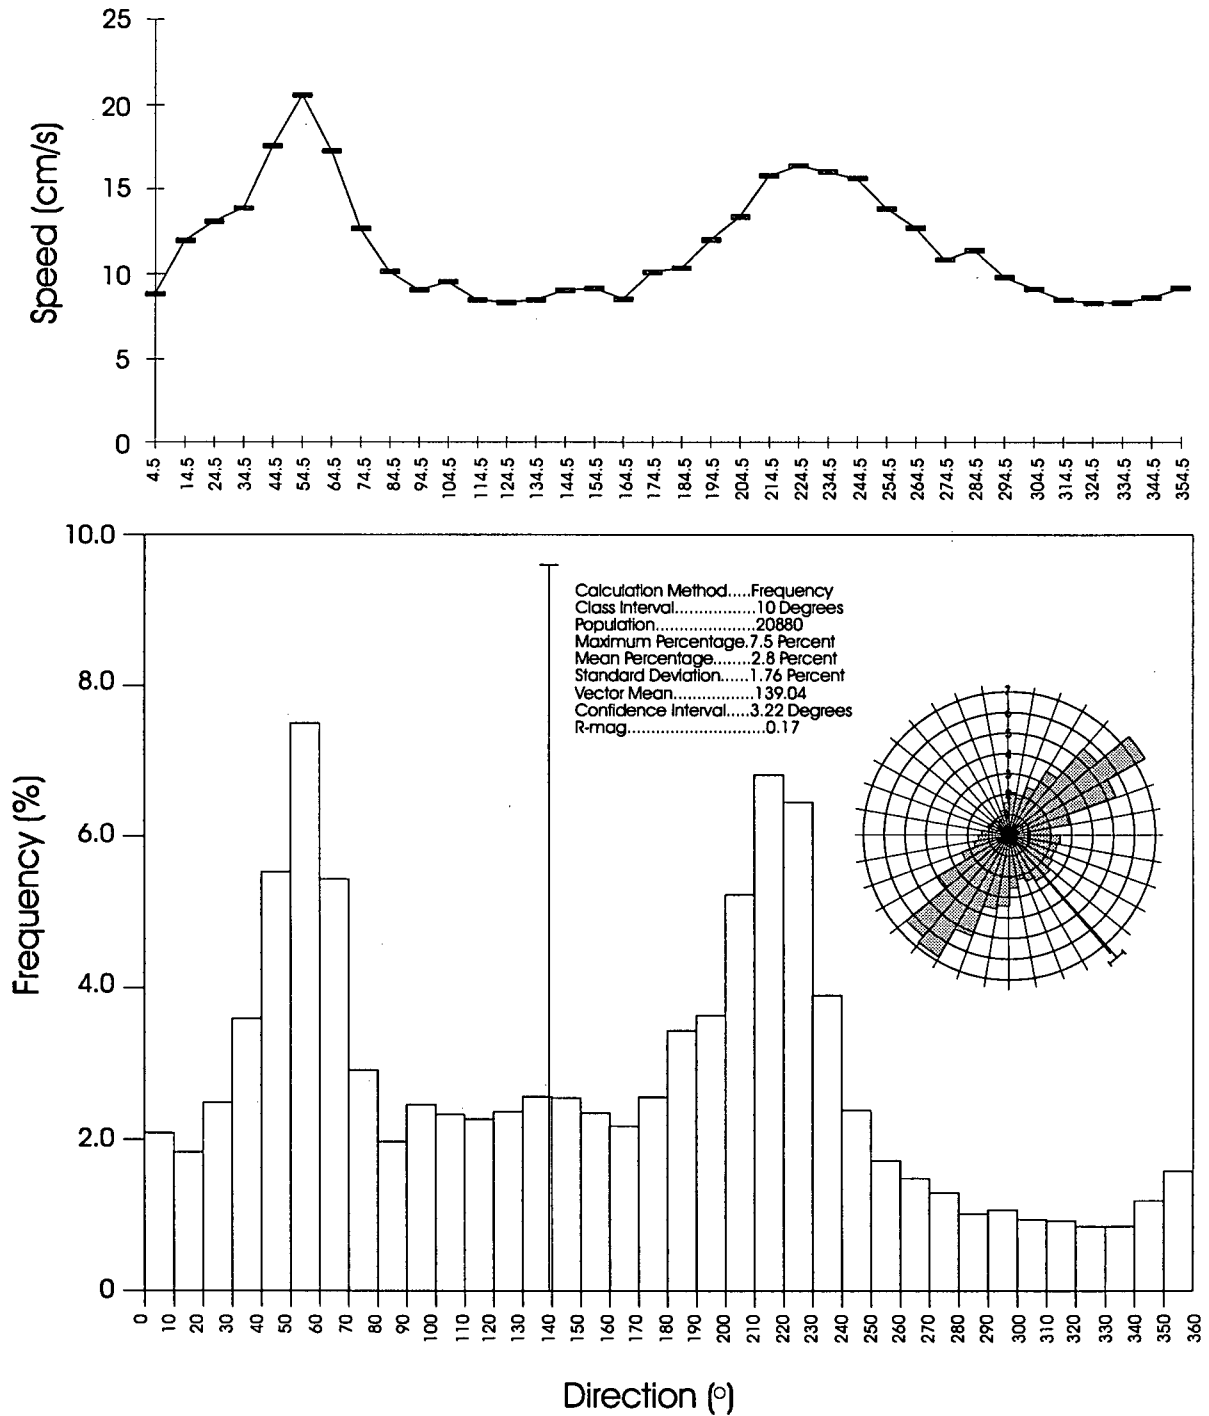 25
20
15
10
5
0
Speed (cm/s)
4.5 14.5 24.5 34.5 44.5 54.5 64.5 74.5 84.5 94.5 104.5 114.5 124.5 134.5 144.5 154.5 164.5 174.5 184.5 194.5 204.5 214.5 224.5 234.5 244.5 254.5 264.5 274.5 284.5 294.5 304.5 314.5 324.5 334.5 344.5 354.5
10.0
8.0
6.0
4.0
2.0
0
Frequency (%)
Calculation Method.....Frequency
Class Interval.................10 Degrees
Population.....................20880
Maximum Percentage.7.5 Percent
Mean Percentage........2.8 Percent
Standard Deviation......1.76 Percent
Vector Mean.................139.04
Confidence Interval.....3.22 Degrees
R-mag............................0.17
0 10 20 30 40 50 60 70 80 90 100 110 120 130 140 150 160 170 180 190 200 210 220 230 240 250 260 270 280 290 300 310 320 330 340 350 360
Direction (°)